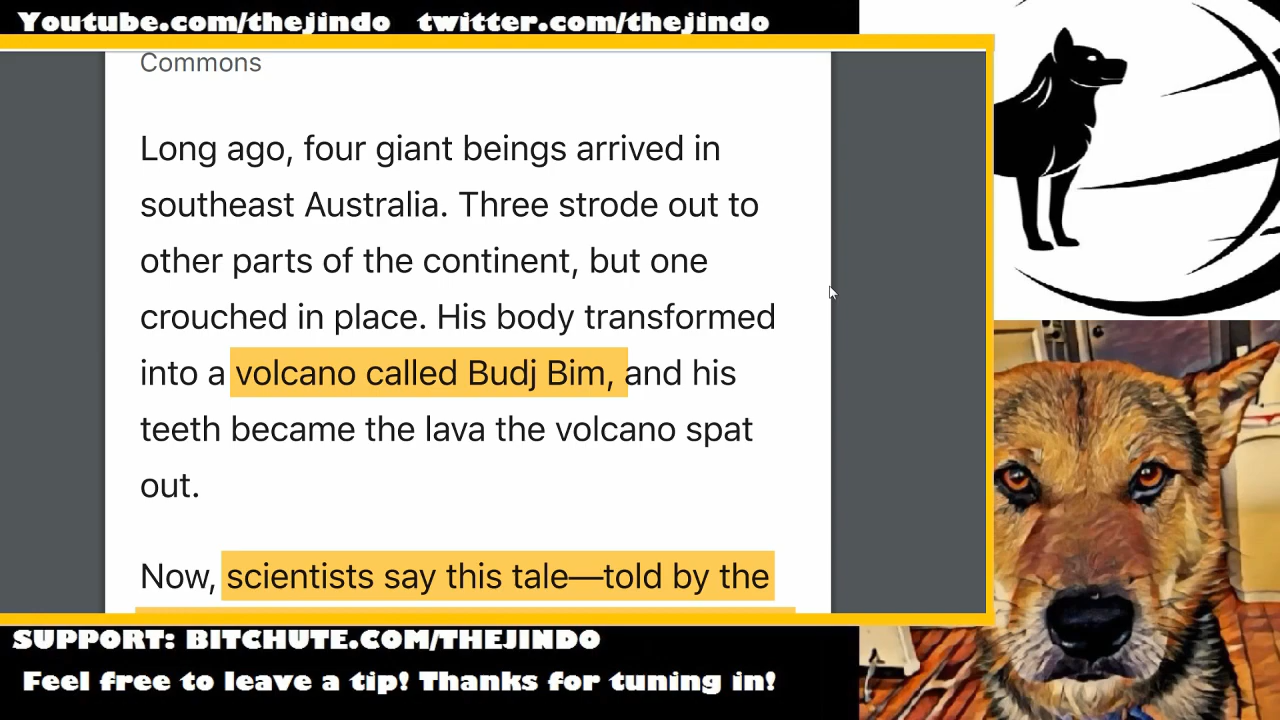 Youtube.com/thejindo twitter.com/thejindo
Commons
Long ago, four giant beings arrived in
southeast Australia. Three strode out to
other parts of the continent, but one
crouched in place. His body transformed
into a volcano called Budj Bim, and his
teeth became the lava the volcano spat
out.
Now, scientists say this tale—told by the
SUPPORT: BITCHUTE.COM/THEJINDO
Feel free to leave a tip! Thanks for tuning in!